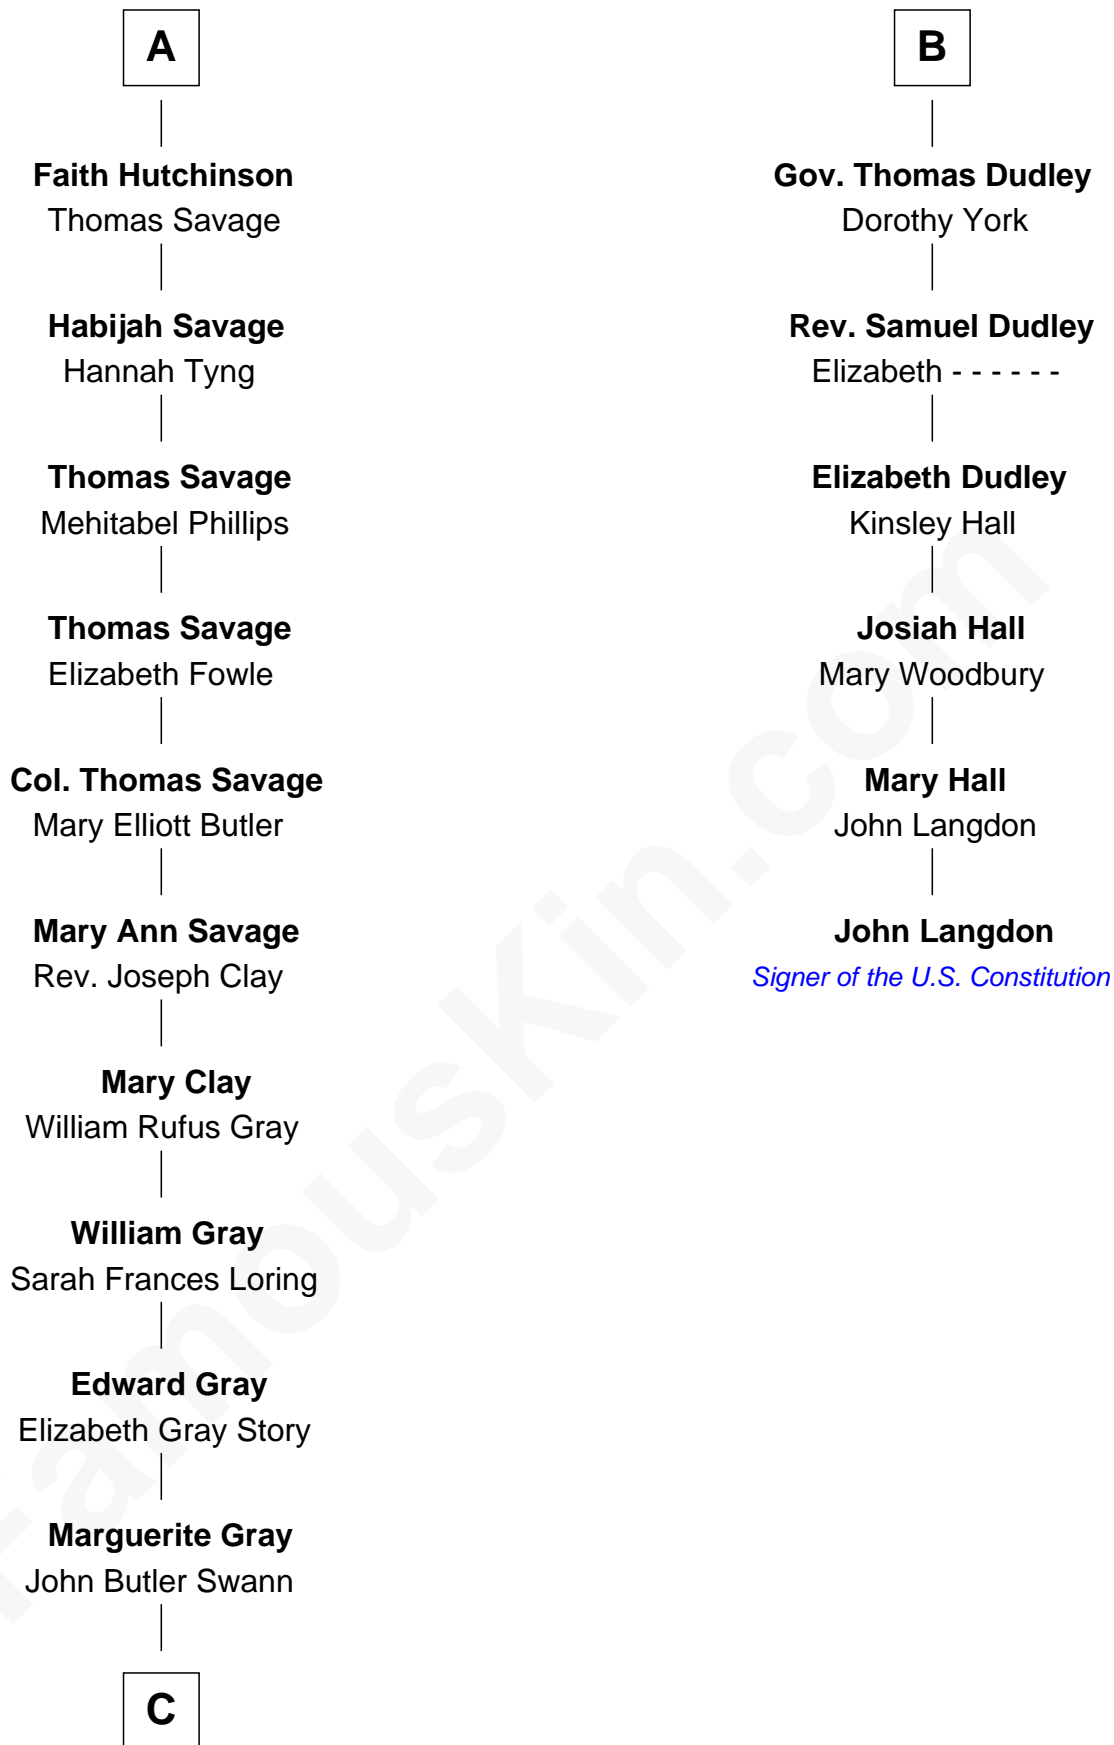 A
Faith Hutchinson
Thomas Savage
Habijah Savage
Hannah Tyng
Thomas Savage
Mehitabel Phillips
Thomas Savage
Elizabeth Fowle
Col. Thomas Savage
Mary Elliott Butler
Mary Ann Savage
Rev. Joseph Clay
Mary Clay
William Rufus Gray
William Gray
Sarah Frances Loring
Edward Gray
Elizabeth Gray Story
Marguerite Gray
John Butler Swann
C
B
Gov. Thomas Dudley
Dorothy York
Rev. Samuel Dudley
Elizabeth - - - - - -
Elizabeth Dudley
Kinsley Hall
Josiah Hall
Mary Woodbury
Mary Hall
John Langdon
John Langdon
Signer of the U.S. Constitution
FamousKin.com